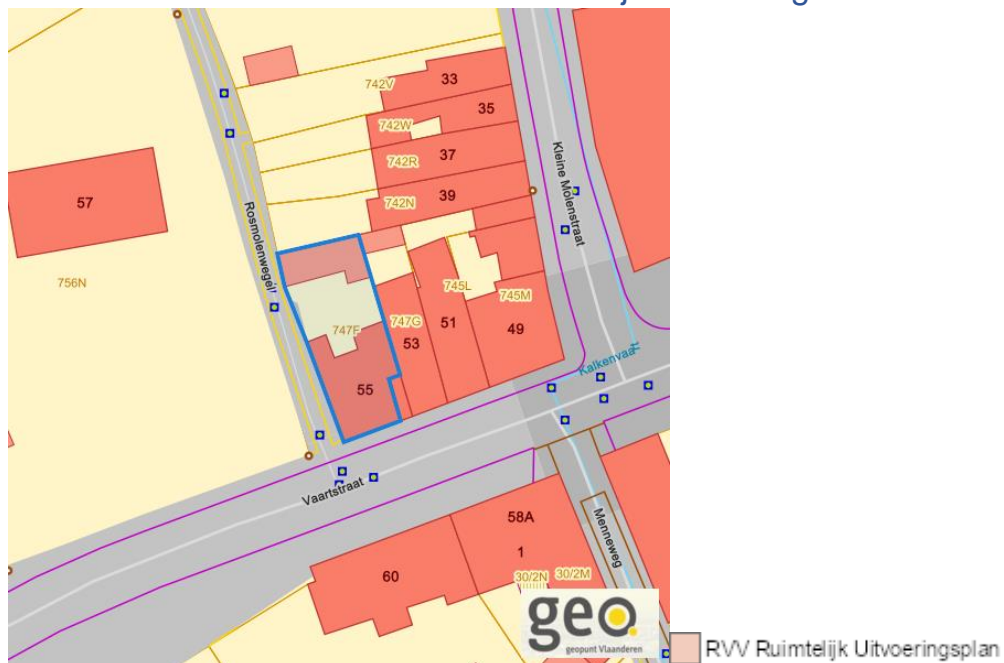 33
742V
35
742W
37
742R
39
742N
57
Rosmolenwegel
Kleine Molenstraat
756N
745L
745M
747F
747G
51
49
53
55
Kalkenvaa
Vaartstraat
58A
1
Menneweg
60
30/2N
30/2M
geo
geopunt Vlaanderen
RVV Ruimtelijk Uitvoeringsplan